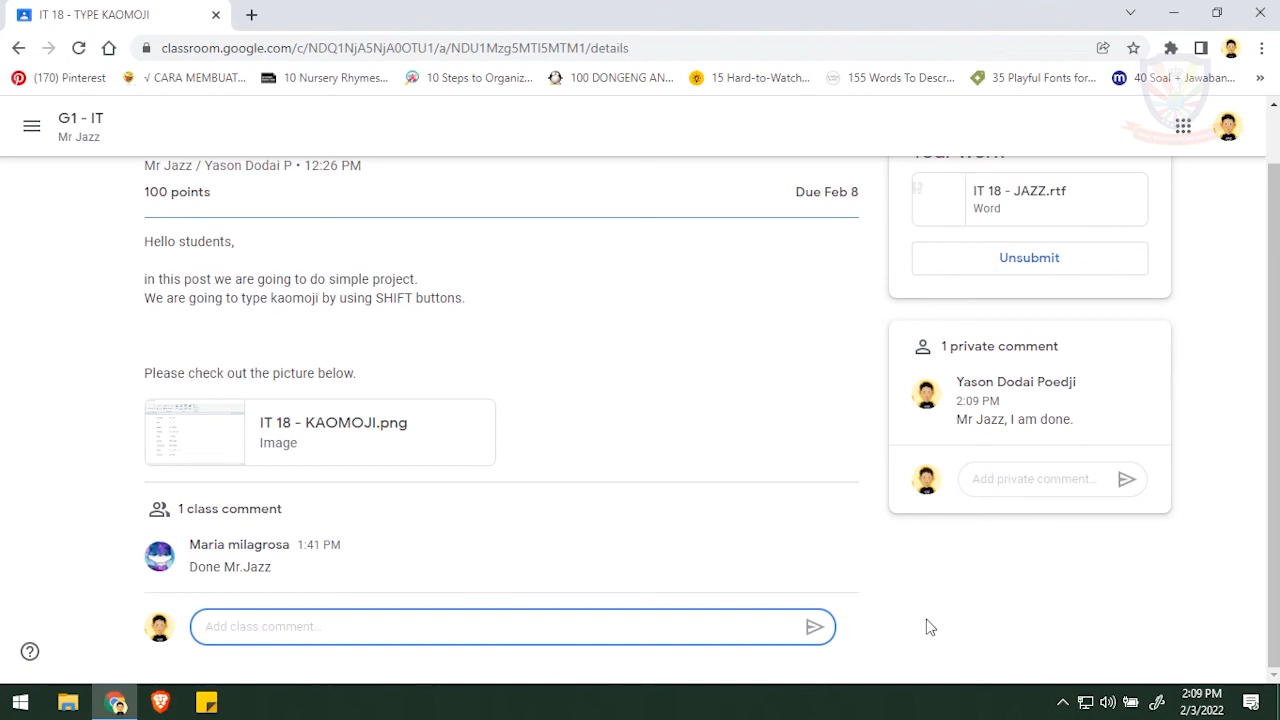 IT 18 - TYPE KAOMOJI
classroom.google.com/c/NDQ1NjA5NjA0OTU1/a/NDU1Mzg5MTI5MTM1/details
(170) Pinterest
√ CARA MEMBUAT...
10 Nursery Rhymes...
10 Steps to Organiz...
100 DONGENG AN...
15 Hard-to-Watch...
155 Words To Descr...
35 Playful Fonts for...
40 Soal + Jawaban...
G1 - IT
Mr Jazz
Mr Jazz / Yason Dodai P • 12:26 PM
100 points
Due Feb 8
Hello students,
in this post we are going to do simple project.
We are going to type kaomoji by using SHIFT buttons.
Please check out the picture below.
IT 18 - KAOMOJI.png
Image
1 class comment
Maria milagrosa 1:41 PM
Done Mr.Jazz
Add class comment...
Your work
IT 18 - JAZZ.rtf
Word
Unsubmit
1 private comment
Yason Dodai Poedji
2:09 PM
Mr Jazz, I am done.
Add private comment...
2:09 PM
2/3/2022